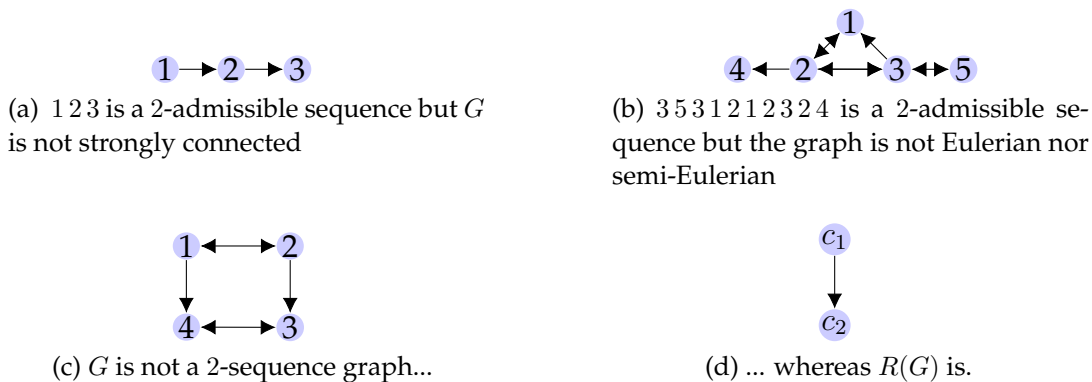 1 2 3
(a) 1 2 3 is a 2-admissible sequence but G
is not strongly connected
1
4 2 3 5
(b) 3 5 3 1 2 1 2 3 2 4 is a 2-admissible se-
quence but the graph is not Eulerian nor
semi-Eulerian
1 2
4 3
(c) G is not a 2-sequence graph...
c₁
c₂
(d) ... whereas R(G) is.